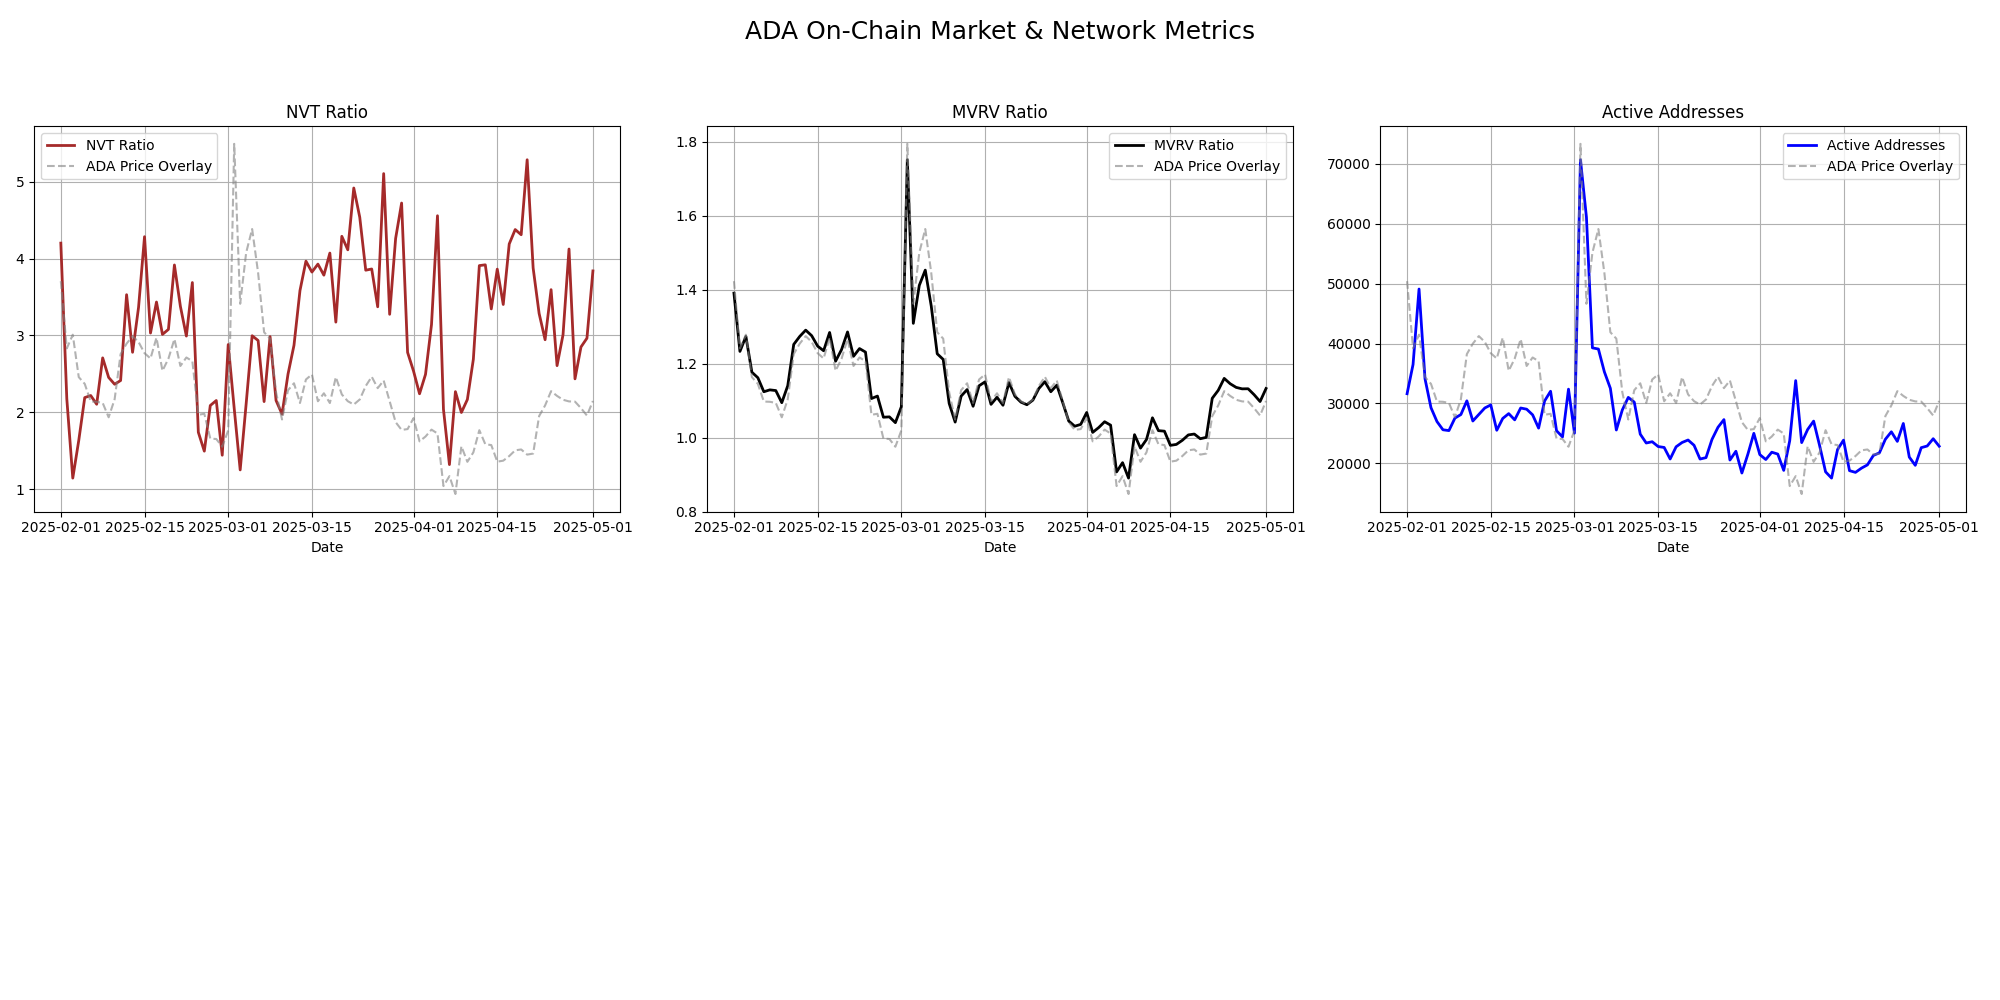 ADA On-Chain Market & Network Metrics
NVT Ratio
NVT Ratio
ADA Price Overlay
5
4
3
2
1
2025-02-01 2025-02-15 2025-03-01 2025-03-15 2025-04-01 2025-04-15 2025-05-01
Date
MVRV Ratio
MVRV Ratio
ADA Price Overlay
1.8
1.6
1.4
1.2
1.0
0.8
2025-02-01 2025-02-15 2025-03-01 2025-03-15 2025-04-01 2025-04-15 2025-05-01
Date
Active Addresses
Active Addresses
ADA Price Overlay
70000
60000
50000
40000
30000
20000
2025-02-01 2025-02-15 2025-03-01 2025-03-15 2025-04-01 2025-04-15 2025-05-01
Date